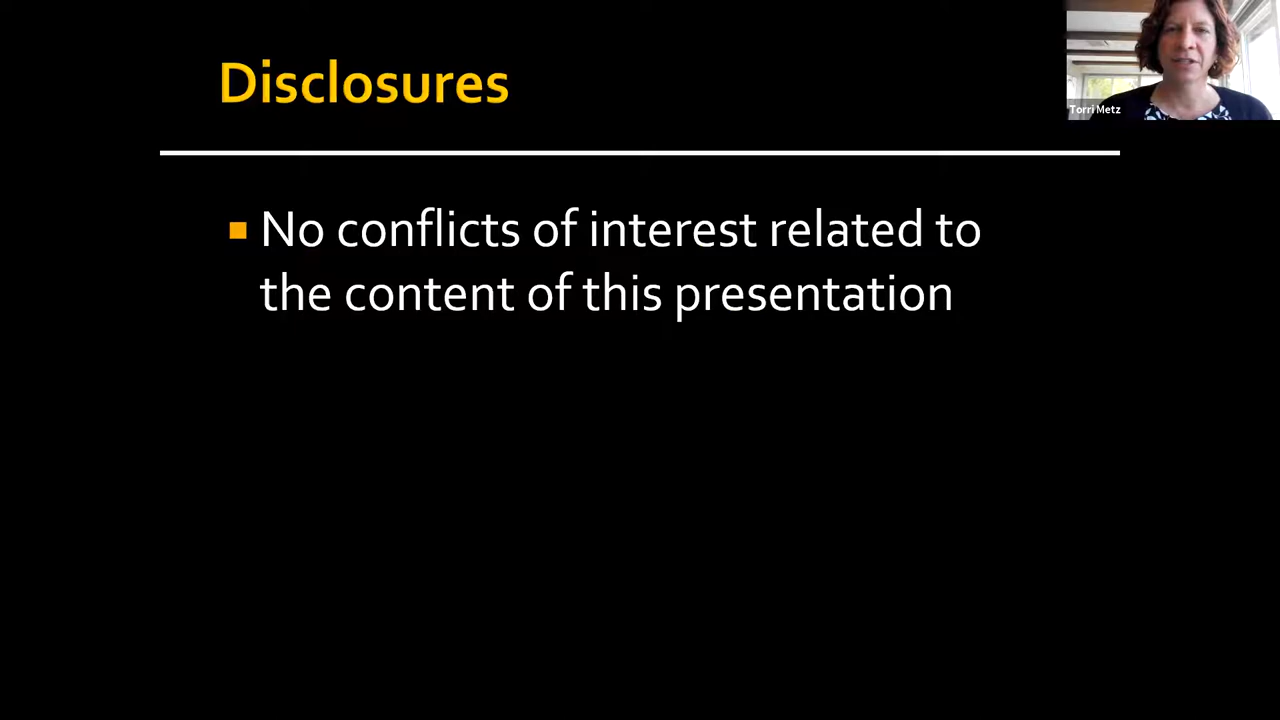 Disclosures
Torri Metz
No conflicts of interest related to
the content of this presentation